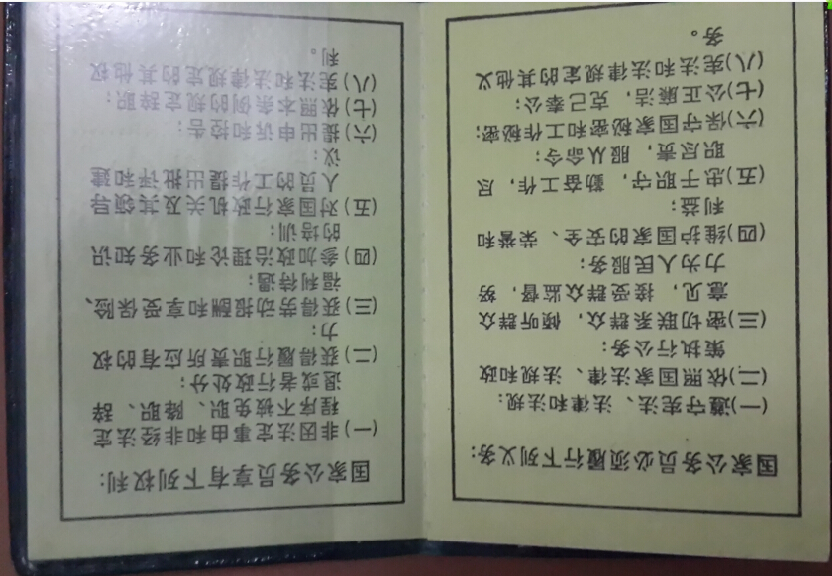 国家公务员必须履行下列义务:
(一)遵守宪法、法律和法规:
(二)依照国家法律、法规和政
策执行公务:
(三)密切联系群众，倾听群众
意见，接受群众监督，努
力为人民服务:
(四)维护国家的安全、荣誉和
利益:
(五)忠于职守，勤奋工作，尽
职尽责，服从命令:
(六)保守国家秘密和工作秘密:
(七)公正廉洁，克己奉公:
(八)宪法和法律规定的其他义
务。
国家公务员享有下列权利:
(一)非因法定事由和非经法定
程序不被免职、降职、辞
退或者行政处分:
(二)获得履行职责所应有的权
力:
(三)获得劳动报酬和享受保险、
福利待遇:
(四)参加政治理论和业务知识
的培训:
(五)对国家行政机关及其领导
人员的工作提出批评和建
议:
(六)提出申诉和控告:
(七)依照本条例的规定辞职:
(八)宪法和法律规定的其他权
利。